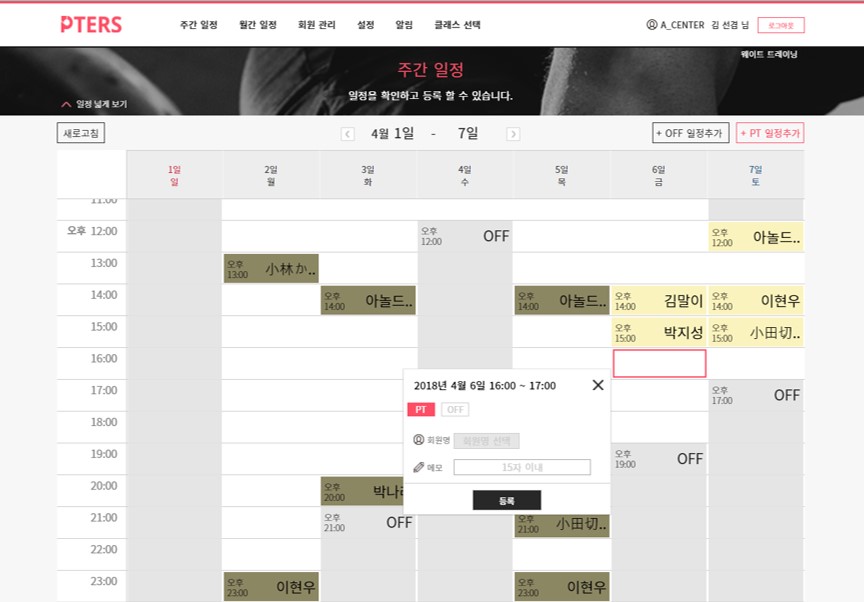 PTERS 주간 일정 월간 일정 회원 관리 설정 알림 클래스 선택 A_CENTER 김 선겸 님 로그아웃
웨이트 트레이닝
주간 일정
일정을 확인하고 등록 할 수 있습니다.
일정 넓게 보기
새로고침 4월 1일 - 7일 + OFF 일정추가 + PT 일정추가
1일 2일 3일 4일 5일 6일 7일
일 월 화 수 목 금 토
11:00
오후 12:00 오후 12:00 OFF 오후 12:00 아놀드..
13:00 오후 13:00 小林か..
14:00 오후 14:00 아놀드.. 오후 14:00 아놀드.. 오후 14:00 김말이 오후 14:00 이현우
15:00 오후 15:00 박지성 오후 15:00 小田切..
16:00
2018년 4월 6일 16:00 ~ 17:00
17:00 오후 17:00 OFF
PT OFF
18:00
회원명 회원명 선택
19:00 오후 19:00 OFF
메모 15자 이내
20:00 오후 20:00 박나래
등록
21:00 오후 21:00 OFF 오후 21:00 小田切..
22:00
23:00 오후 23:00 이현우 오후 23:00 이현우